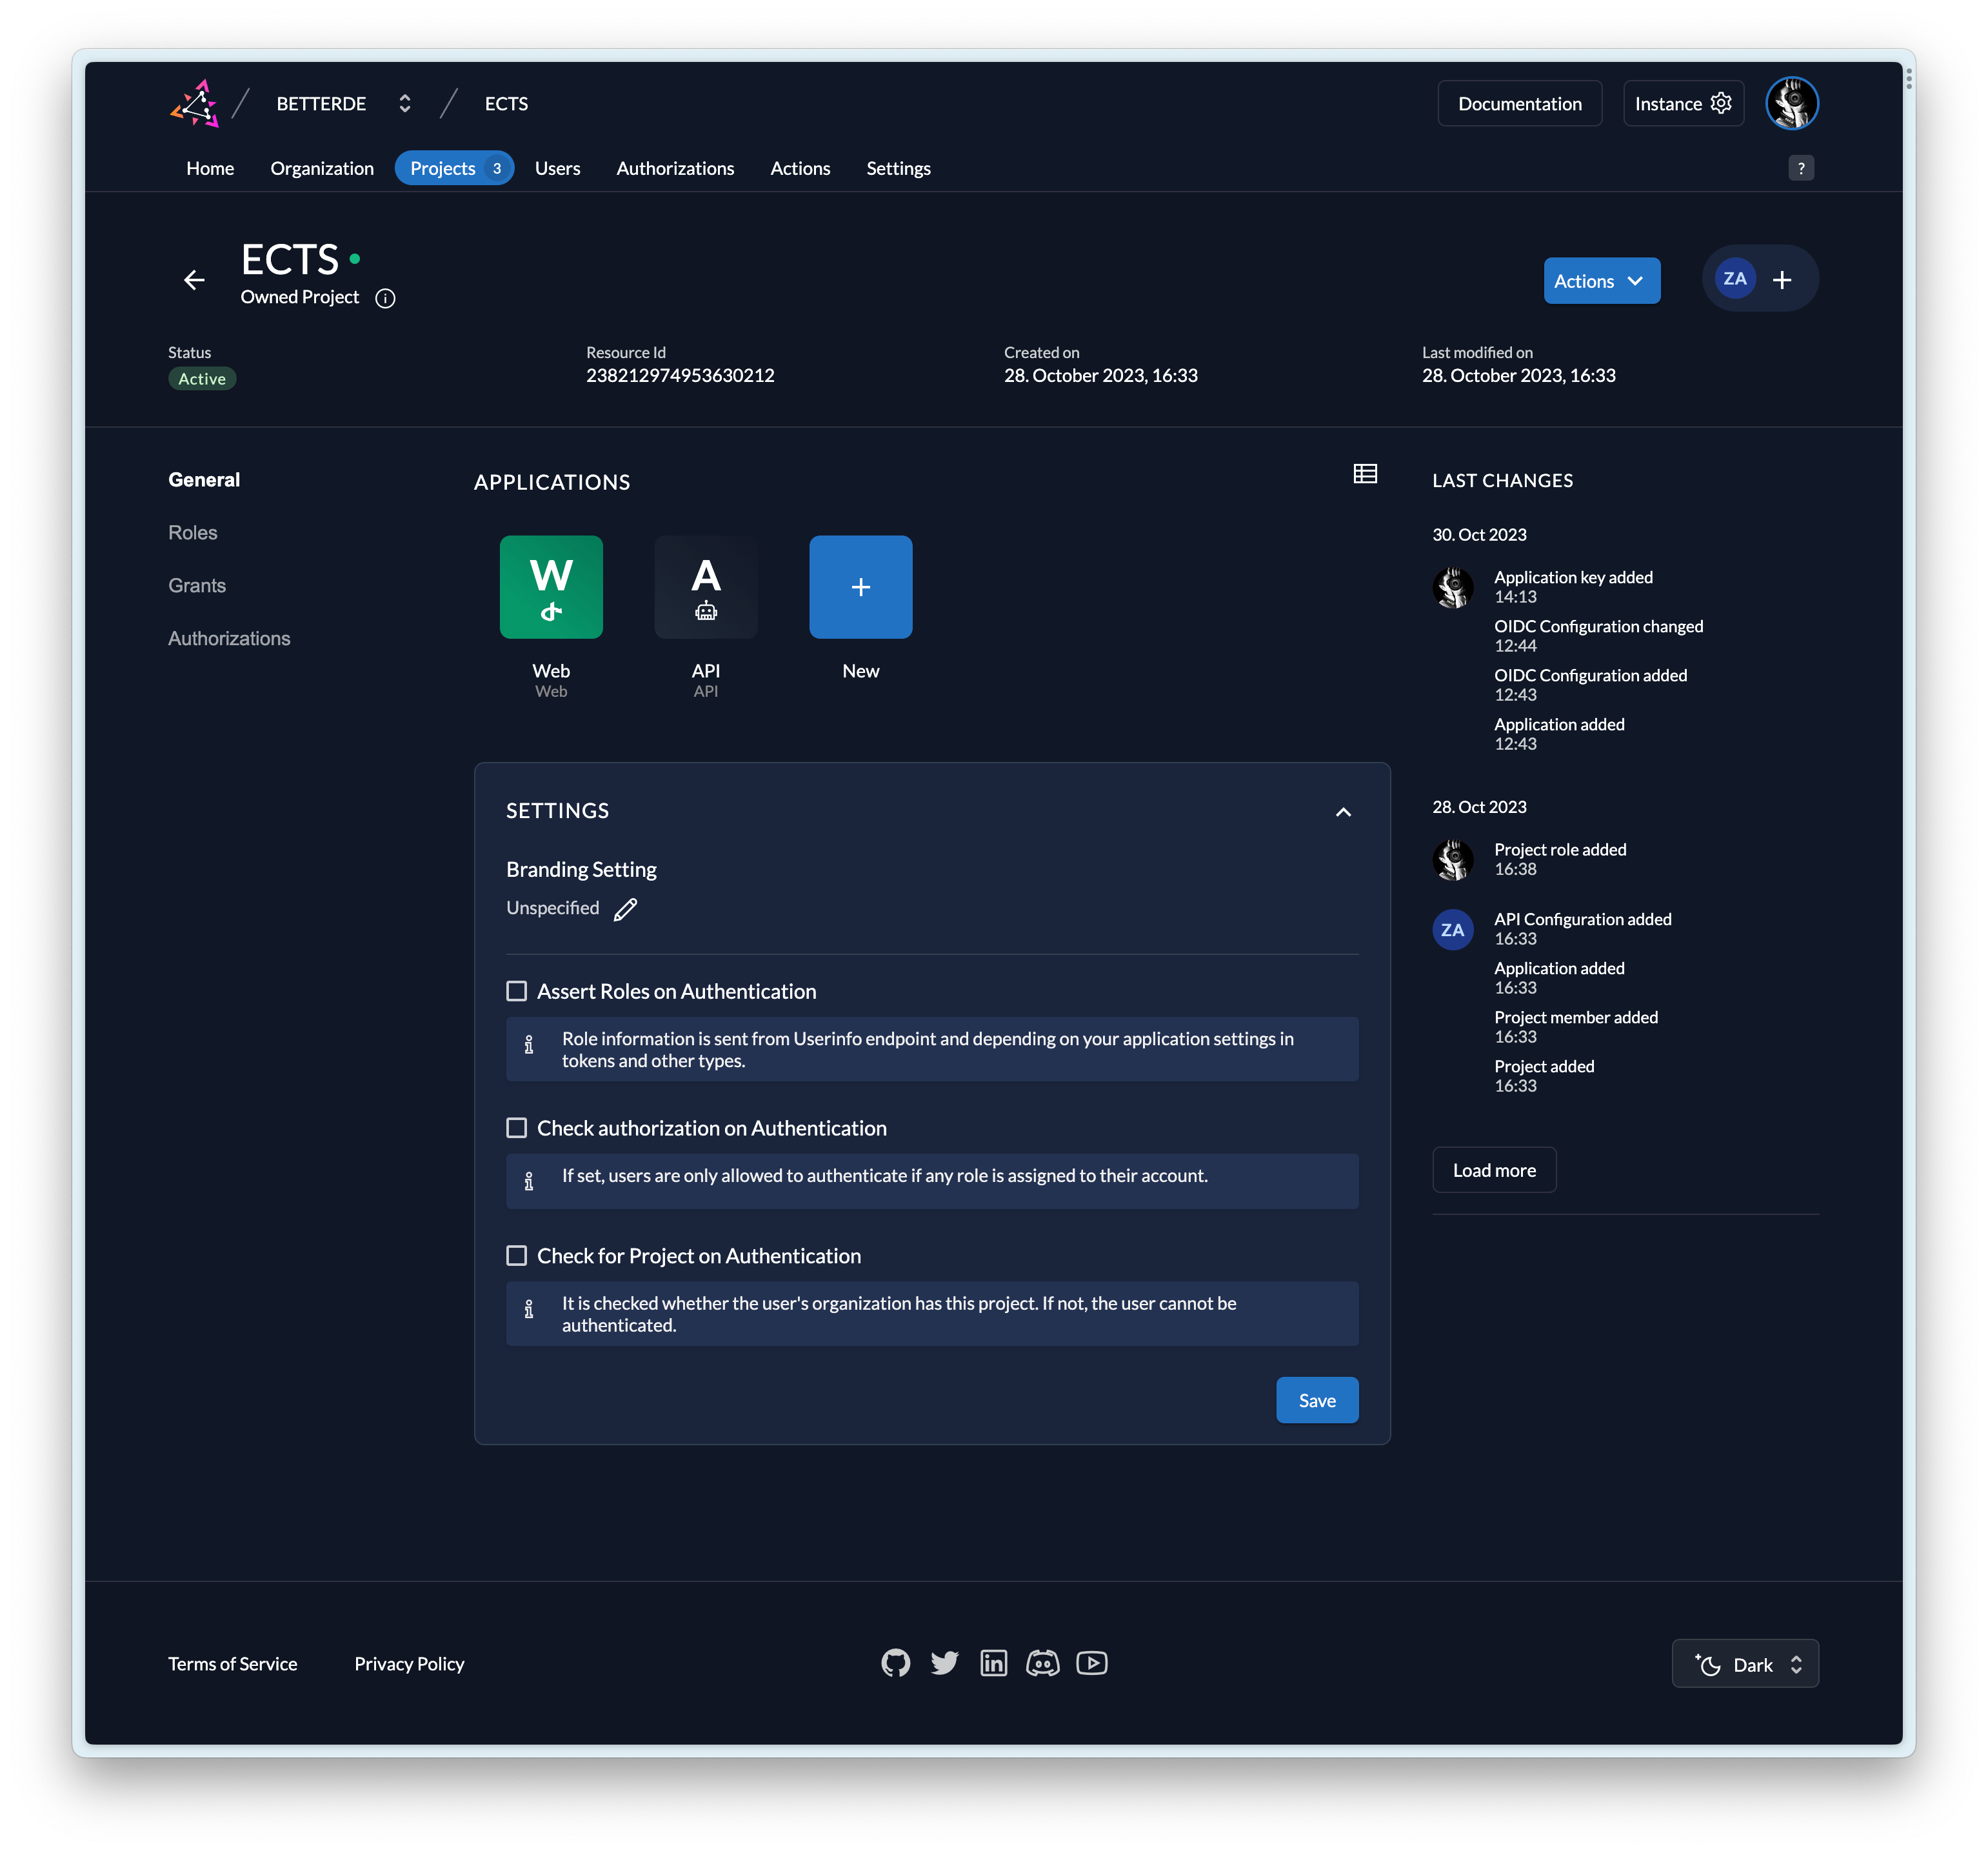 BETTERDE
ECTS
Documentation
Instance
Home
Organization
Projects 3
Users
Authorizations
Actions
Settings
?
ECTS
Owned Project
Actions
ZA
Status
Active
Resource Id
238212974953630212
Created on
28. October 2023, 16:33
Last modified on
28. October 2023, 16:33
General
Roles
Grants
Authorizations
APPLICATIONS
W
Web
Web
A
API
API
+
New
SETTINGS
Branding Setting
Unspecified
Assert Roles on Authentication
Role information is sent from Userinfo endpoint and depending on your application settings in
tokens and other types.
Check authorization on Authentication
If set, users are only allowed to authenticate if any role is assigned to their account.
Check for Project on Authentication
It is checked whether the user's organization has this project. If not, the user cannot be
authenticated.
Save
LAST CHANGES
30. Oct 2023
Application key added
14:13
OIDC Configuration changed
12:44
OIDC Configuration added
12:43
Application added
12:43
28. Oct 2023
Project role added
16:38
ZA
API Configuration added
16:33
Application added
16:33
Project member added
16:33
Project added
16:33
Load more
Terms of Service
Privacy Policy
Dark